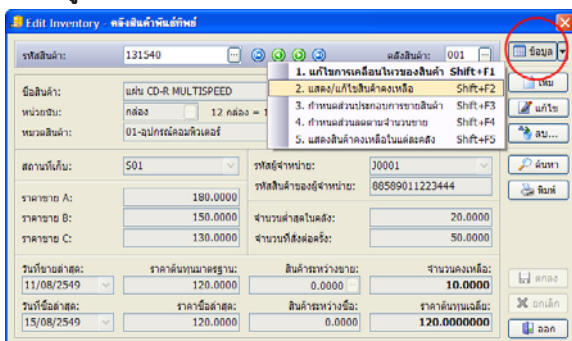 Edit Inventory - คลังสินค้าพันธ์ทิพย์
รหัสสินค้า: 131540 คลังสินค้า: 001 ข้อมูล
1. แก้ไขการเคลื่อนไหวของสินค้า Shift+F1
2. แสดง/แก้ไขสินค้าคงเหลือ Shift+F2
3. กำหนดส่วนประกอบการขายสินค้า Shift+F3
4. กำหนดส่วนลดตามจำนวนขาย Shift+F4
5. แสดงสินค้าคงเหลือในแต่ละคลัง Shift+F5
ชื่อสินค้า: แผ่น CD-R MULTISPEED เพิ่ม
หน่วยนับ: กล่อง 12 กล่อง = 1 แก้ไข
หมวดสินค้า: 01-อุปกรณ์คอมพิวเตอร์ ลบ...
สถานที่เก็บ: S01 รหัสผู้จำหน่าย: J0001 ค้นหา
รหัสสินค้าของผู้จำหน่าย: 88589011223444 พิมพ์
ราคาขาย A: 180.0000
ราคาขาย B: 150.0000 จำนวนต่ำสุดในคลัง: 20.0000
ราคาขาย C: 130.0000 จำนวนที่สั่งต่อครั้ง: 50.0000
วันที่ขายล่าสุด: ราคาต้นทุนมาตรฐาน: สินค้าระหว่างขาย: จำนวนคงเหลือ:
11/08/2549 120.0000 0.0000 10.0000 ตกลง
วันที่ซื้อล่าสุด: ราคาซื้อล่าสุด: สินค้าระหว่างซื้อ: ราคาต้นทุนเฉลี่ย: ยกเลิก
15/08/2549 120.0000 0.0000 120.0000000 ออก